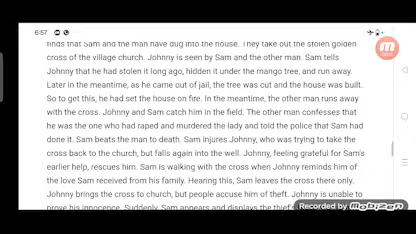 6:57
finds that Sam and the man have dug into the house. They take out the stolen golden
cross of the village church. Johnny is seen by Sam and the other man. Sam tells
Johnny that he had stolen it long ago, hidden it under the mango tree, and run away.
Later in the meantime, as he came out of jail, the tree was cut and the house was built.
So to get this, he had set the house on fire. In the meantime, the other man runs away
with the cross. Johnny and Sam catch him in the field. The other man confesses that
he was the one who had raped and murdered the lady and told the police that Sam had
done it. Sam beats the man to death. Sam injures Johnny, who was trying to take the
cross back to the church, but falls again into the well. Johnny, feeling grateful for Sam's
earlier help, rescues him. Sam is walking with the cross when Johnny reminds him of
the love Sam received from his family. Hearing this, Sam leaves the cross there only.
Johnny brings the cross to church, but people accuse him of theft. Johnny is unable to
prove his innocence. Suddenly, Sam appears and displays the thief's
Recorded by Mobizen